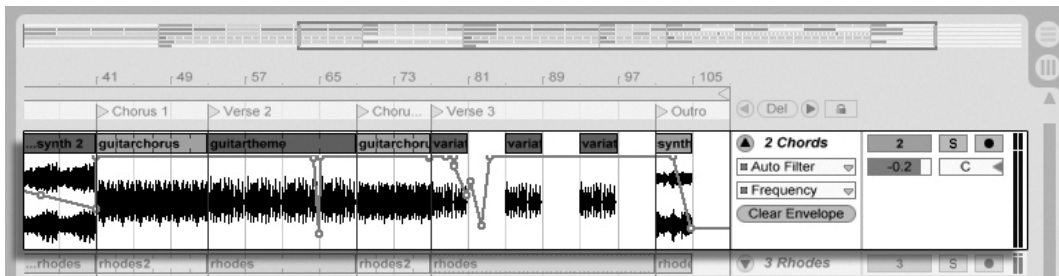 41 49 57 65 73 81 89 97 105
Chorus 1 Verse 2 Choru... Verse 3 Outro Del
...synth 2 guitarchorus guitartheme guitarchoru variat variat variat synth 2 Chords 2 S
Auto Filter -0.2 C
Frequency
Clear Envelope
...rhodes rhodes2 rhodes rhodes2 rhodes rhode 3 Rhodes 3 S